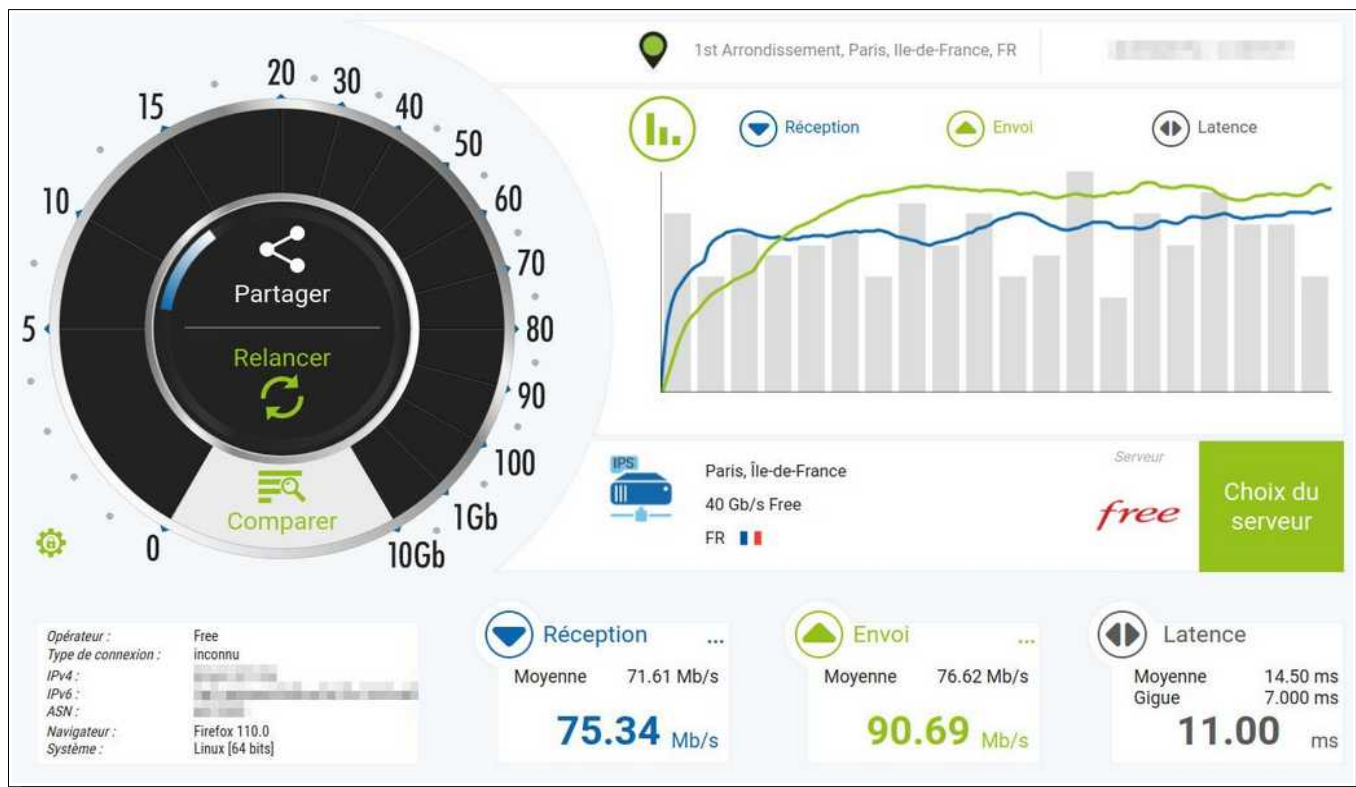 1st Arrondissement, Paris, Ile-de-France, FR
Réception
Envoi
Latence
0
5
10
15
20
30
40
50
60
70
80
90
100
1Gb
10Gb
Partager
Relancer
Comparer
IPS
Paris, Île-de-France
40 Gb/s Free
FR
Serveur
free
Choix du
serveur
Opérateur : Free
Type de connexion : inconnu
IPv4 :
IPv6 :
ASN :
Navigateur : Firefox 110.0
Système : Linux [64 bits]
Réception ...
Moyenne 71.61 Mb/s
75.34 Mb/s
Envoi ...
Moyenne 76.62 Mb/s
90.69 Mb/s
Latence
Moyenne 14.50 ms
Gigue 7.000 ms
11.00 ms